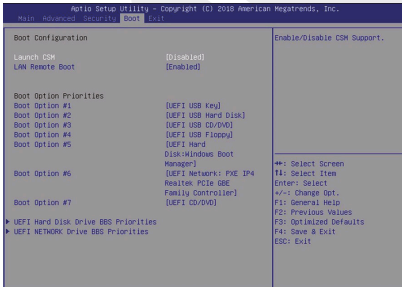 Aptio Setup Utility - Copyright (C) 2018 American Megatrends, Inc.
Main Advanced Security Boot Exit
Boot Configuration
Launch CSM [Disabled]
LAN Remote Boot [Enabled]
Boot Option Priorities
Boot Option #1 [UEFI USB Key]
Boot Option #2 [UEFI USB Hard Disk]
Boot Option #3 [UEFI USB CD/DVD]
Boot Option #4 [UEFI USB Floppy]
Boot Option #5 [UEFI Hard
Disk:Windows Boot
Manager]
Boot Option #6 [UEFI Network: PXE IP4
Realtek PCIe GBE
Family Controller]
Boot Option #7 [UEFI CD/DVD]
UEFI Hard Disk Drive BBS Priorities
UEFI NETWORK Drive BBS Priorities
Enable/Disable CSM Support.
↔: Select Screen
↑↓: Select Item
Enter: Select
+/-: Change Opt.
F1: General Help
F2: Previous Values
F3: Optimized Defaults
F4: Save & Exit
ESC: Exit